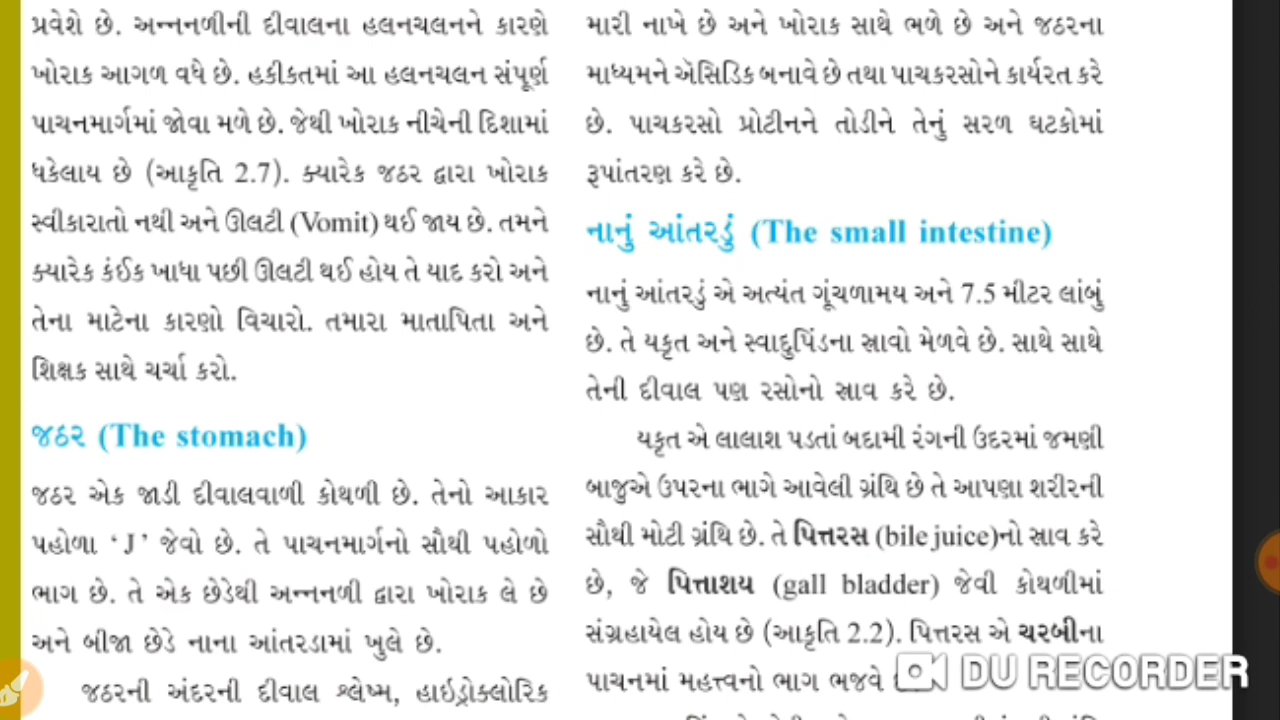 પ્રવેશે છે. અન્નનળીની દીવાલના હલનચલનને કારણે
ખોરાક આગળ વધે છે. હકીકતમાં આ હલનચલન સંપૂર્ણ
પાચનમાર્ગમાં જોવા મળે છે. જેથી ખોરાક નીચેની દિશામાં
ધકેલાય છે (આકૃતિ 2.7). ક્યારેક જઠર દ્વારા ખોરાક
સ્વીકારાતો નથી અને ઊલટી (Vomit) થઈ જાય છે. તમને
ક્યારેક કંઈક ખાધા પછી ઊલટી થઈ હોય તે યાદ કરો અને
તેના માટેના કારણો વિચારો. તમારા માતાપિતા અને
શિક્ષક સાથે ચર્ચા કરો.
જઠર (The stomach)
જઠર એક જાડી દીવાલવાળી કોથળી છે. તેનો આકાર
પહોળા ‘J’ જેવો છે. તે પાચનમાર્ગનો સૌથી પહોળો
ભાગ છે. તે એક છેડેથી અન્નનળી દ્વારા ખોરાક લે છે
અને બીજા છેડે નાના આંતરડામાં ખુલે છે.
જઠરની અંદરની દીવાલ શ્લેષ્મ, હાઇડ્રોક્લોરિક
મારી નાખે છે અને ખોરાક સાથે ભળે છે અને જઠરના
માધ્યમને ઍસિડિક બનાવે છે તથા પાચકરસોને કાર્યરત કરે
છે. પાચકરસો પ્રોટીનને તોડીને તેનું સરળ ઘટકોમાં
રૂપાંતરણ કરે છે.
નાનું આંતરડું (The small intestine)
નાનું આંતરડું એ અત્યંત ગૂંચળામય અને 7.5 મીટર લાંબું
છે. તે યકૃત અને સ્વાદુપિંડના સ્રાવો મેળવે છે. સાથે સાથે
તેની દીવાલ પણ રસોનો સ્રાવ કરે છે.
યકૃત એ લાલાશ પડતાં બદામી રંગની ઉદરમાં જમણી
બાજુએ ઉપરના ભાગે આવેલી ગ્રંથિ છે તે આપણા શરીરની
સૌથી મોટી ગ્રંથિ છે. તે પિત્તરસ (bile juice)નો સ્રાવ કરે
છે, જે પિત્તાશય (gall bladder) જેવી કોથળીમાં
સંગ્રહાયેલ હોય છે (આકૃતિ 2.2). પિત્તરસ એ ચરબીના
પાચનમાં મહત્ત્વનો ભાગ ભજવે
DU RECORDER